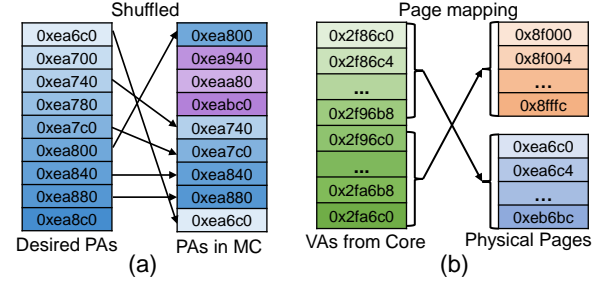 Shuffled
0xea6c0
0xea700
0xea740
0xea780
0xea7c0
0xea800
0xea840
0xea880
0xea8c0
Desired PAs
0xea800
0xea940
0xeaa80
0xeabc0
0xea740
0xea7c0
0xea840
0xea880
0xea6c0
PAs in MC
(a)
Page mapping
0x2f86c0
0x2f86c4
...
0x2f96b8
0x2f96c0
...
0x2fa6b8
0x2fa6c0
VAs from Core
0x8f000
0x8f004
...
0x8fffc
0xea6c0
0xea6c4
...
0xeb6bc
Physical Pages
(b)